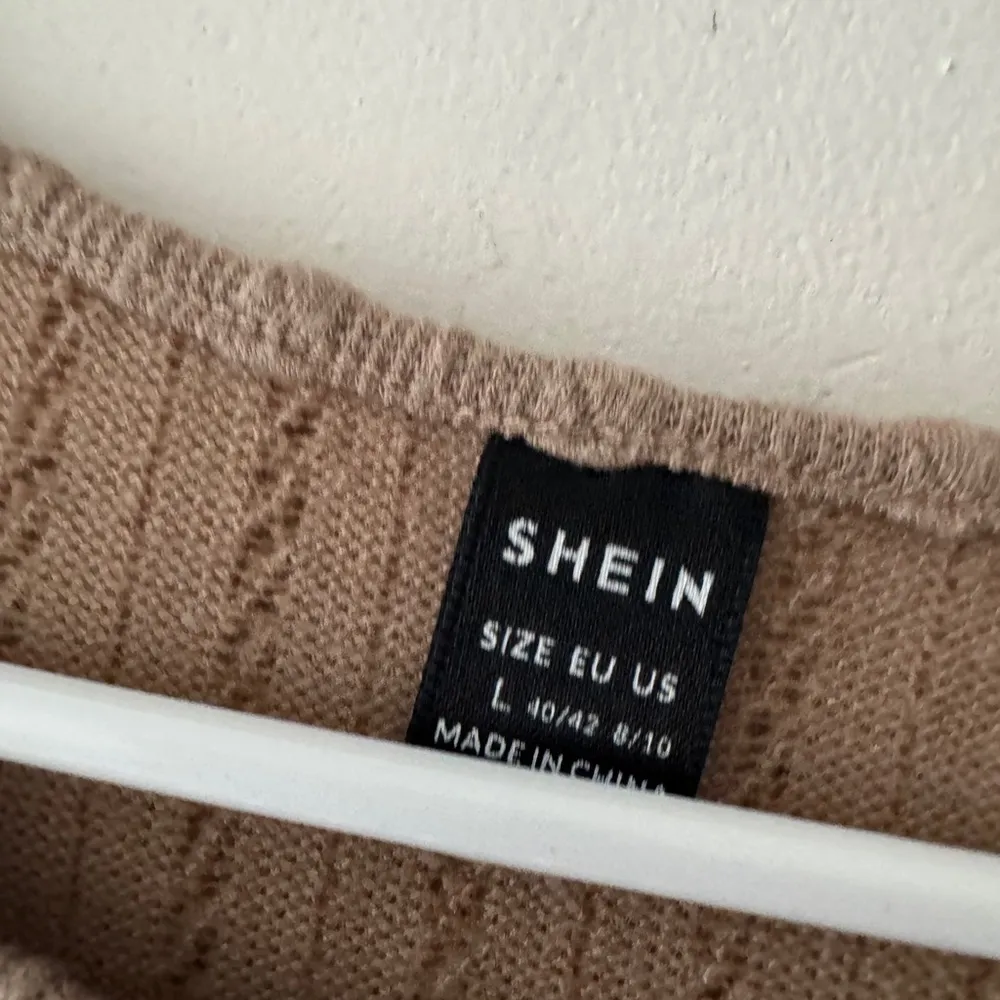 SHEIN
SIZE EU US
L 40/42 8/10
MADE IN CHINA